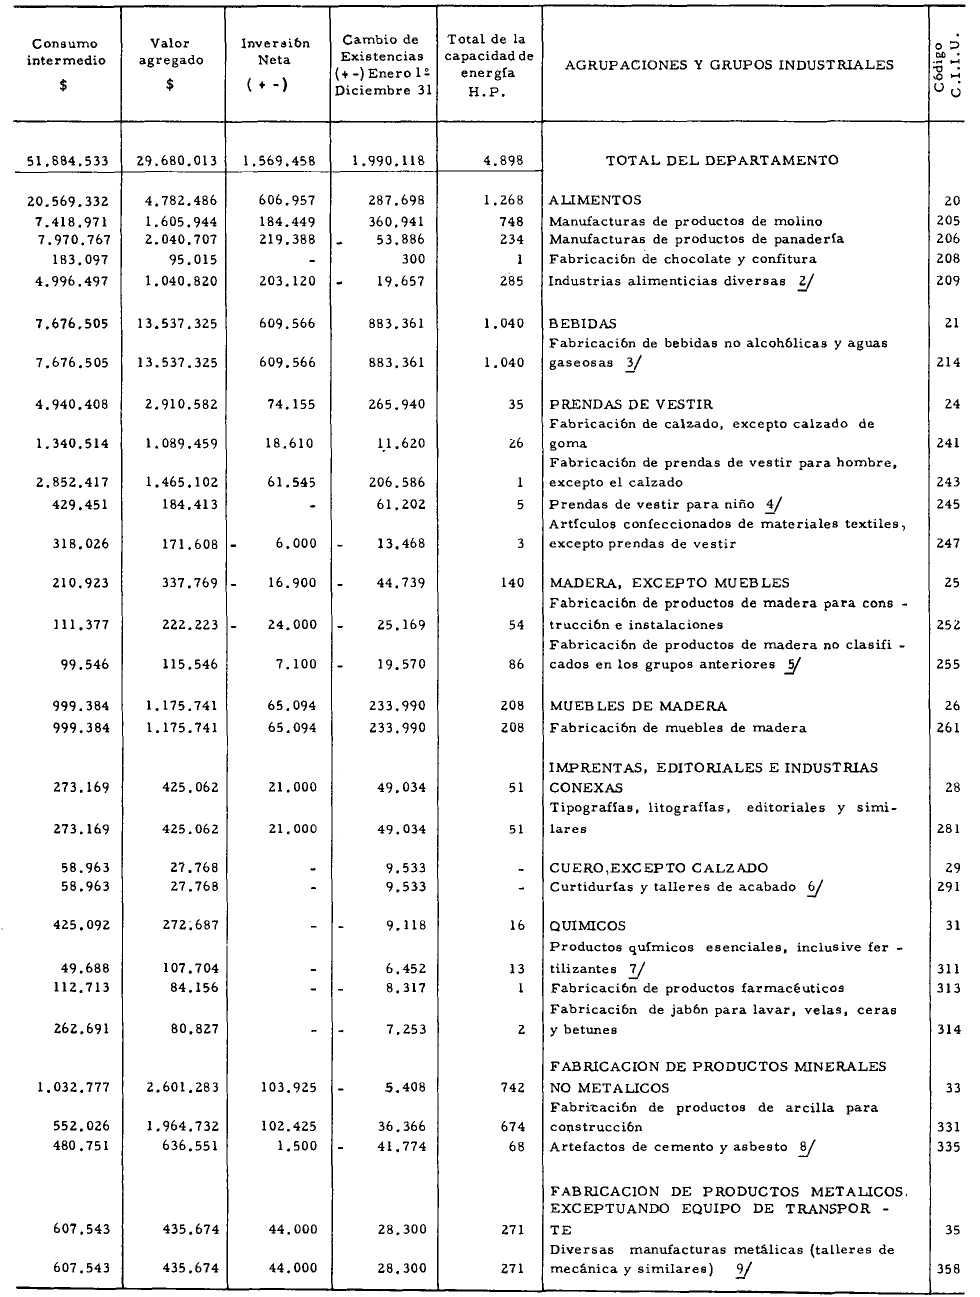 Consumo intermedio $ | Valor agregado $ | Inversión Neta (+ -) | Cambio de Existencias (+ -) Enero 1º Diciembre 31 | Total de la capacidad de energía H.P. | AGRUPACIONES Y GRUPOS INDUSTRIALES | Código C.I.I.U.
51.884.533 29.680.013 1.569.458 1.990.118 4.898 TOTAL DEL DEPARTAMENTO
20.569.332 4.782.486 606.957 287.698 1.268 ALIMENTOS 20
7.418.971 1.605.944 184.449 360.941 748 Manufacturas de productos de molino 205
7.970.767 2.040.707 219.388 - 53.886 234 Manufacturas de productos de panadería 206
183.097 95.015 - 300 1 Fabricación de chocolate y confitura 208
4.996.497 1.040.820 203.120 - 19.657 285 Industrias alimenticias diversas 2/ 209
7.676.505 13.537.325 609.566 883.361 1.040 BEBIDAS 21
Fabricación de bebidas no alcohólicas y aguas
7.676.505 13.537.325 609.566 883.361 1.040 gaseosas 3/ 214
4.940.408 2.910.582 74.155 265.940 35 PRENDAS DE VESTIR 24
Fabricación de calzado, excepto calzado de
1.340.514 1.089.459 18.610 11.620 26 goma 241
Fabricación de prendas de vestir para hombre,
2.852.417 1.465.102 61.545 206.586 1 excepto el calzado 243
429.451 184.413 - 61.202 5 Prendas de vestir para niño 4/ 245
Artículos confeccionados de materiales textiles,
318.026 171.608 - 6.000 - 13.468 3 excepto prendas de vestir 247
210.923 337.769 - 16.900 - 44.739 140 MADERA, EXCEPTO MUEBLES 25
Fabricación de productos de madera para cons -
111.377 222.223 - 24.000 - 25.169 54 trucción e instalaciones 252
Fabricación de productos de madera no clasifi -
99.546 115.546 7.100 - 19.570 86 cados en los grupos anteriores 5/ 255
999.384 1.175.741 65.094 233.990 208 MUEBLES DE MADERA 26
999.384 1.175.741 65.094 233.990 208 Fabricación de muebles de madera 261
IMPRENTAS, EDITORIALES E INDUSTRIAS
273.169 425.062 21.000 49.034 51 CONEXAS 28
Tipografías, litografías, editoriales y simi-
273.169 425.062 21.000 49.034 51 lares 281
58.963 27.768 - 9.533 - CUERO, EXCEPTO CALZADO 29
58.963 27.768 - 9.533 - Curtidurías y talleres de acabado 6/ 291
425.092 272.687 - - 9.118 16 QUIMICOS 31
Productos químicos esenciales, inclusive fer -
49.688 107.704 - 6.452 13 tilizantes 7/ 311
112.713 84.156 - - 8.317 1 Fabricación de productos farmacéuticos 313
Fabricación de jabón para lavar, velas, ceras
262.691 80.827 - - 7.253 2 y betunes 314
FABRICACION DE PRODUCTOS MINERALES
1.032.777 2.601.283 103.925 - 5.408 742 NO METALICOS 33
Fabricación de productos de arcilla para
552.026 1.964.732 102.425 36.366 674 construcción 331
480.751 636.551 1.500 - 41.774 68 Artefactos de cemento y asbesto 8/ 335
FABRICACION DE PRODUCTOS METALICOS.
EXCEPTUANDO EQUIPO DE TRANSPOR -
607.543 435.674 44.000 28.300 271 TE 35
Diversas manufacturas metálicas (talleres de
607.543 435.674 44.000 28.300 271 mecánica y similares) 9/ 358